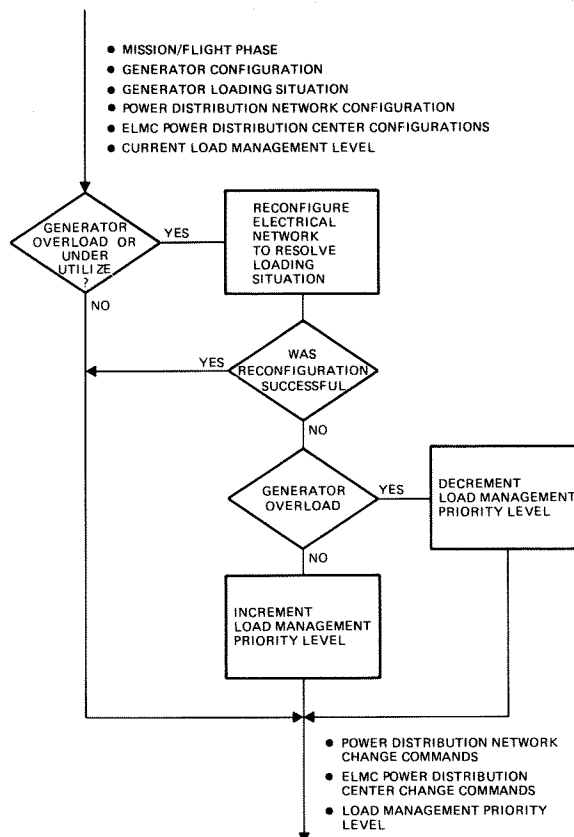 ● MISSION/FLIGHT PHASE
● GENERATOR CONFIGURATION
● GENERATOR LOADING SITUATION
● POWER DISTRIBUTION NETWORK CONFIGURATION
● ELMC POWER DISTRIBUTION CENTER CONFIGURATIONS
● CURRENT LOAD MANAGEMENT LEVEL
GENERATOR
OVERLOAD OR
UNDER
UTILIZE
?
YES
NO
RECONFIGURE
ELECTRICAL
NETWORK
TO RESOLVE
LOADING
SITUATION
WAS
RECONFIGURATION
SUCCESSFUL
YES
NO
GENERATOR
OVERLOAD
YES
NO
DECREMENT
LOAD MANAGEMENT
PRIORITY LEVEL
INCREMENT
LOAD MANAGEMENT
PRIORITY LEVEL
● POWER DISTRIBUTION NETWORK
CHANGE COMMANDS
● ELMC POWER DISTRIBUTION
CENTER CHANGE COMMANDS
● LOAD MANAGEMENT PRIORITY
LEVEL